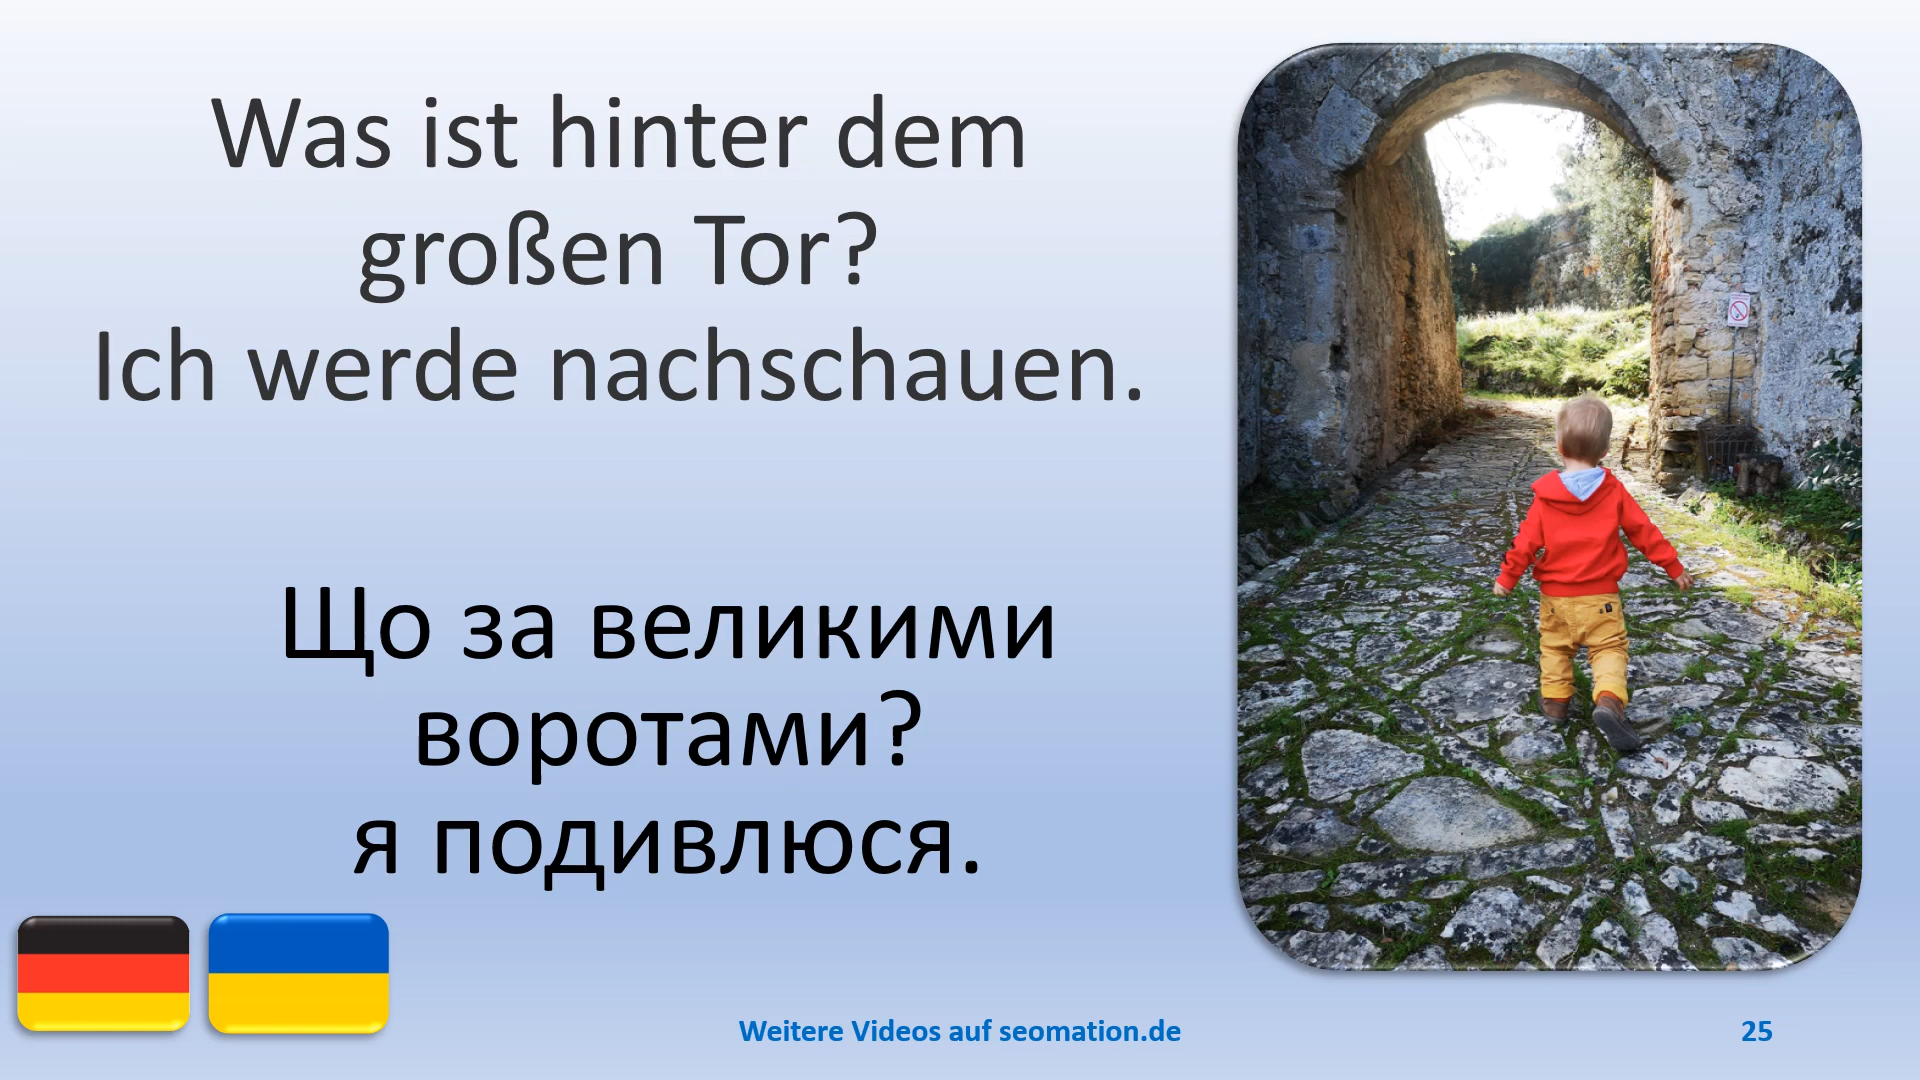 Was ist hinter dem
großen Tor?
Ich werde nachschauen.
Що за великими
воротами?
я подивлюся.
Weitere Videos auf seomation.de
25